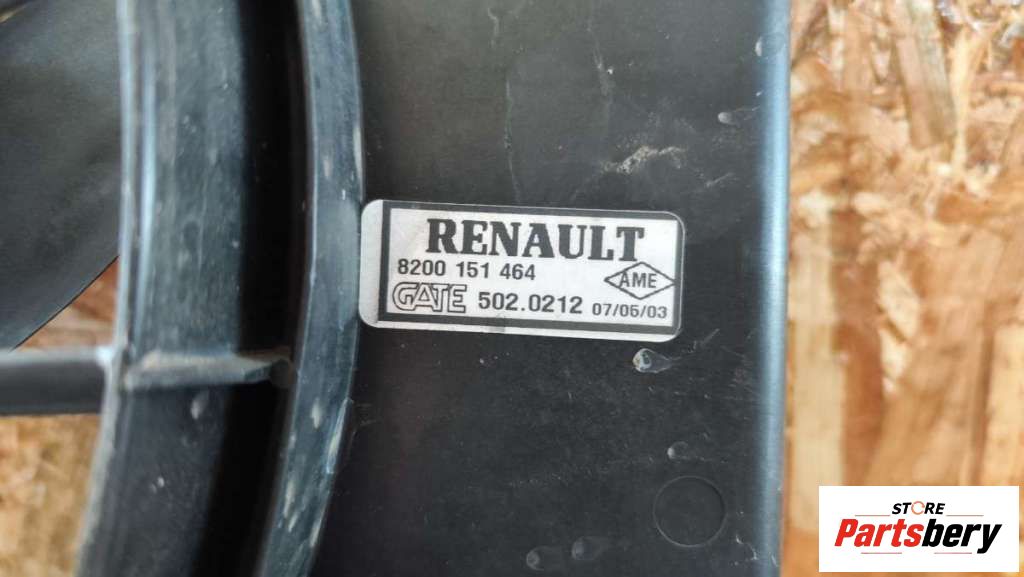 RENAULT
8200 151 464
AME
GATE 502.0212 07/05/03
STORE
Partsbery